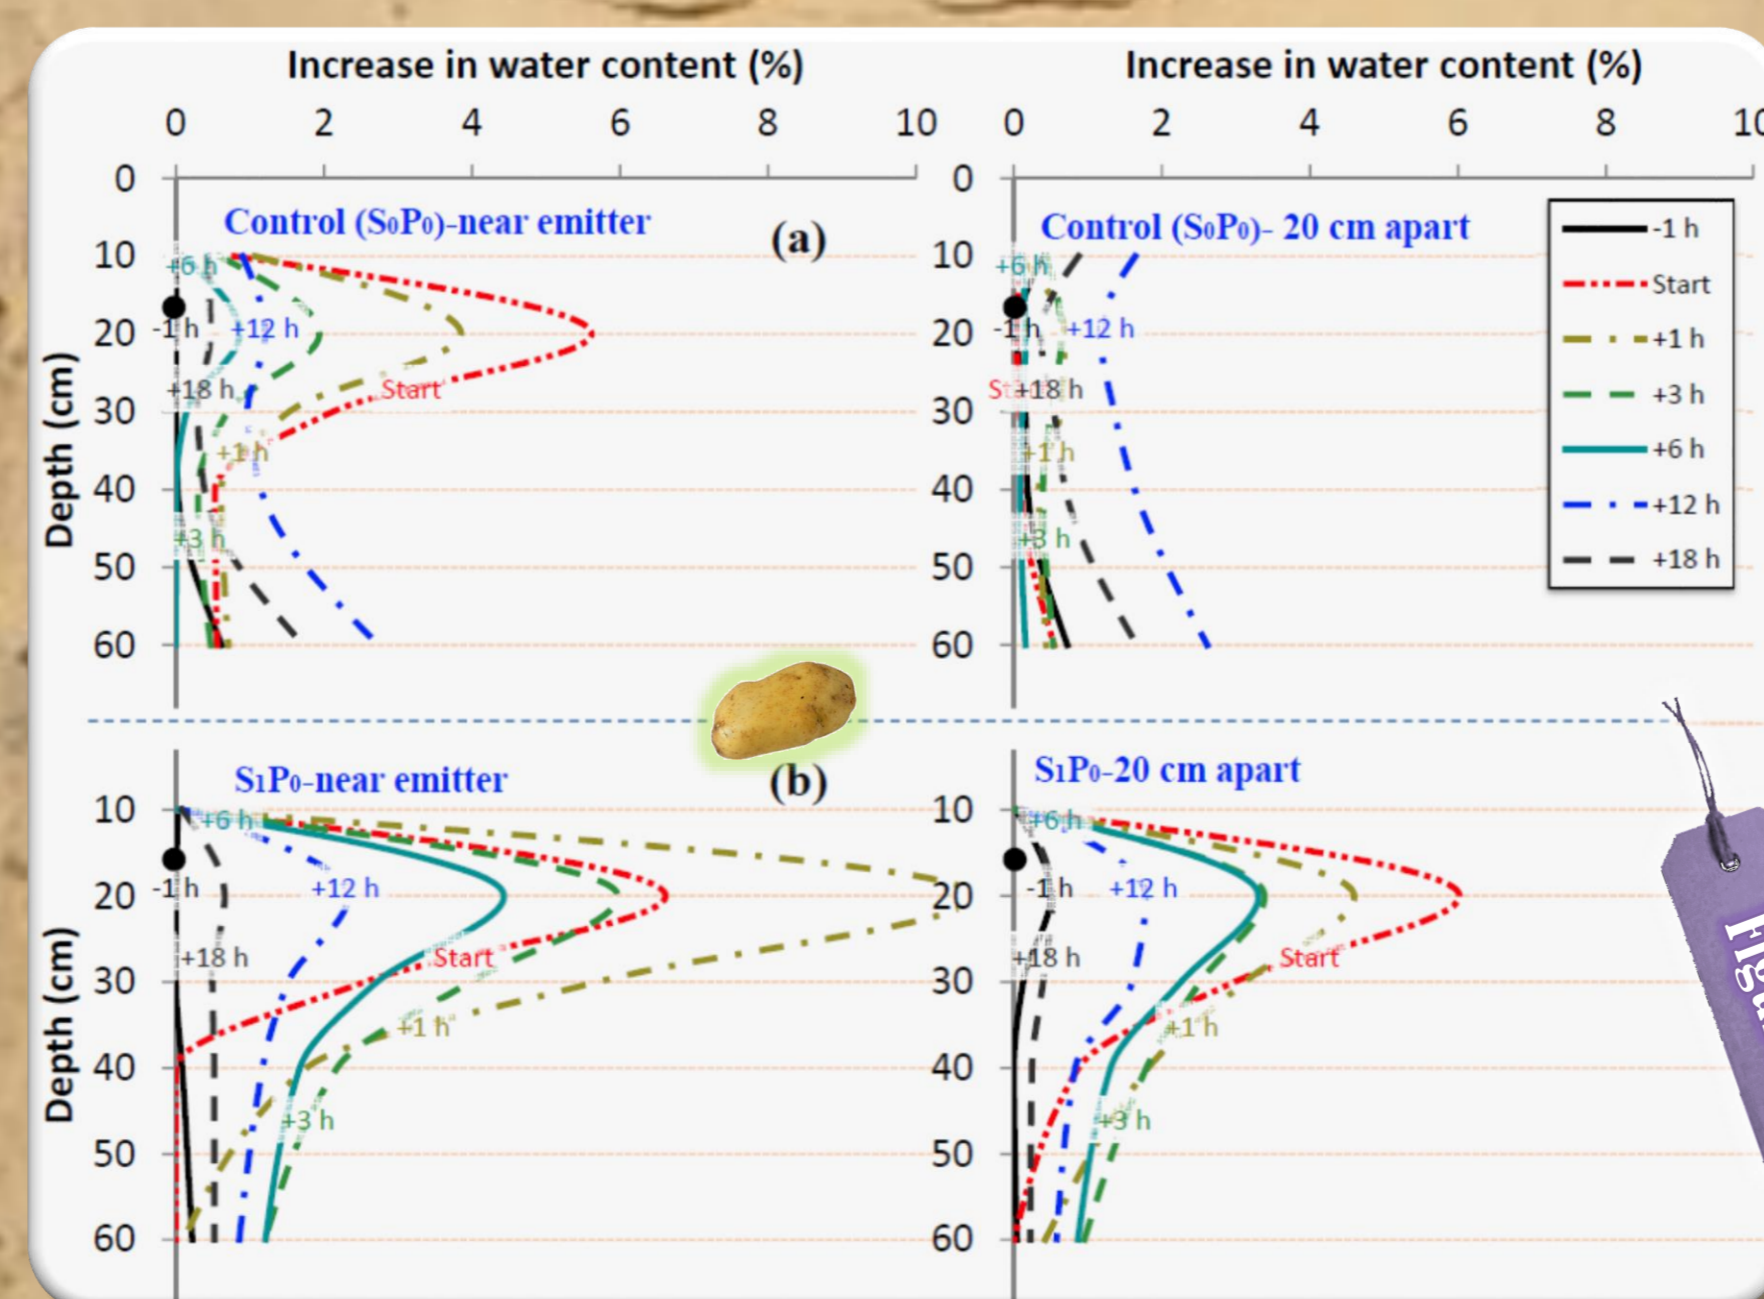 Increase in water content (%)
Increase in water content (%)
0 2 4 6 8 10
0 2 4 6 8 10
Depth (cm)
0
10
20
30
40
50
60
Control (S0P0)-near emitter
(a)
+6 h
-1 h
+12 h
+18 h
Start
+1 h
+3 h
0
10
20
30
40
50
60
Control (S0P0)- 20 cm apart
+6 h
-1 h
+12 h
+18 h
+1 h
+3 h
-1 h
Start
+1 h
+3 h
+6 h
+12 h
+18 h
Depth (cm)
10
20
30
40
50
60
S1P0-near emitter
(b)
+6 h
-1 h
+12 h
+18 h
Start
+1 h
+3 h
10
20
30
40
50
60
S1P0-20 cm apart
+6 h
-1 h
+12 h
+18 h
Start
+1 h
+3 h